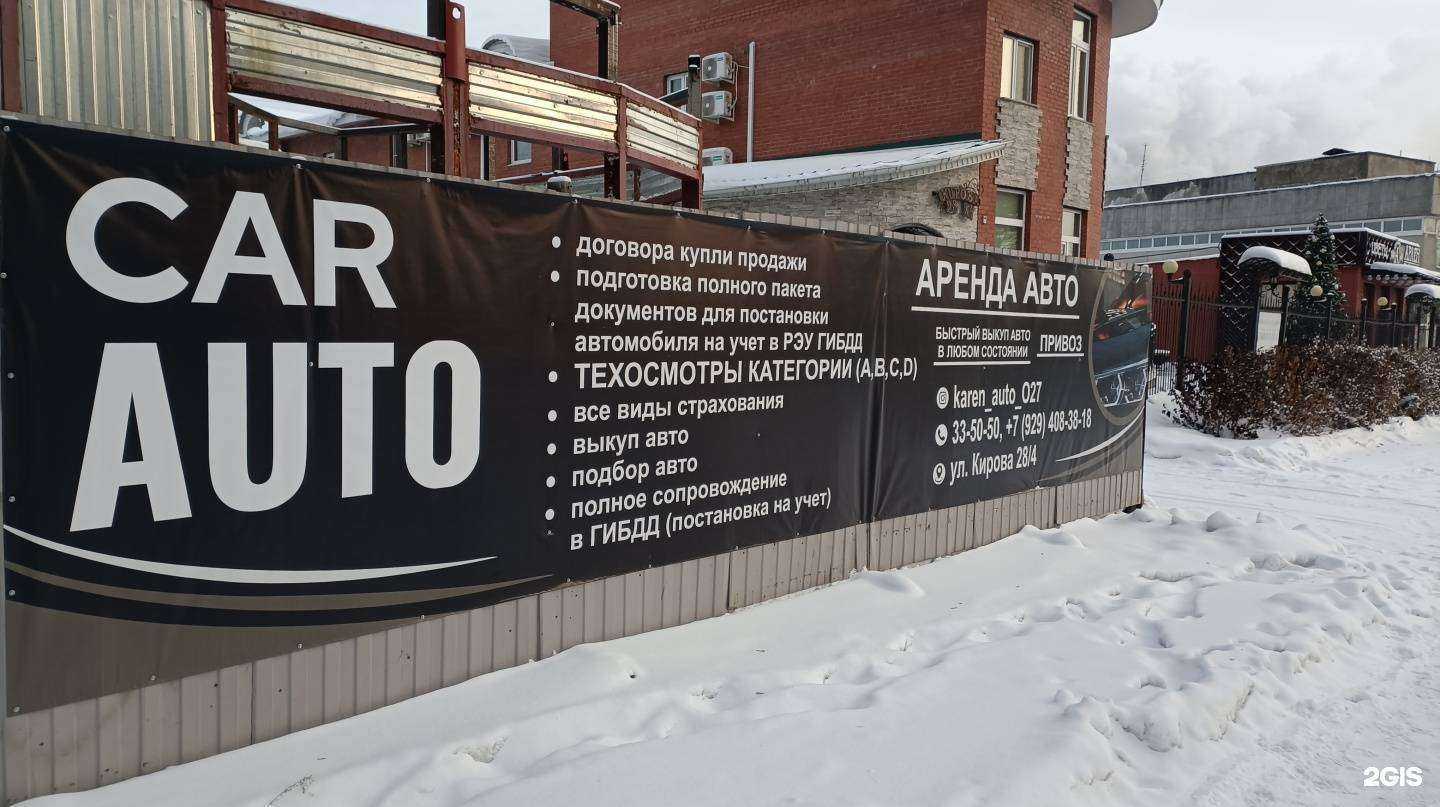 CAR
AUTO
• договора купли продажи
• подготовка полного пакета
документов для постановки
автомобиля на учет в РЭУ ГИБДД
• ТЕХОСМОТРЫ КАТЕГОРИИ (A,B,C,D)
• все виды страхования
• выкуп авто
• подбор авто
• полное сопровождение
в ГИБДД (постановка на учет)
АРЕНДА АВТО
БЫСТРЫЙ ВЫКУП АВТО
В ЛЮБОМ СОСТОЯНИИ
ПРИВОЗ
karen_auto_O27
33-50-50, +7 (929) 408-38-18
ул. Кирова 28/4
2GIS